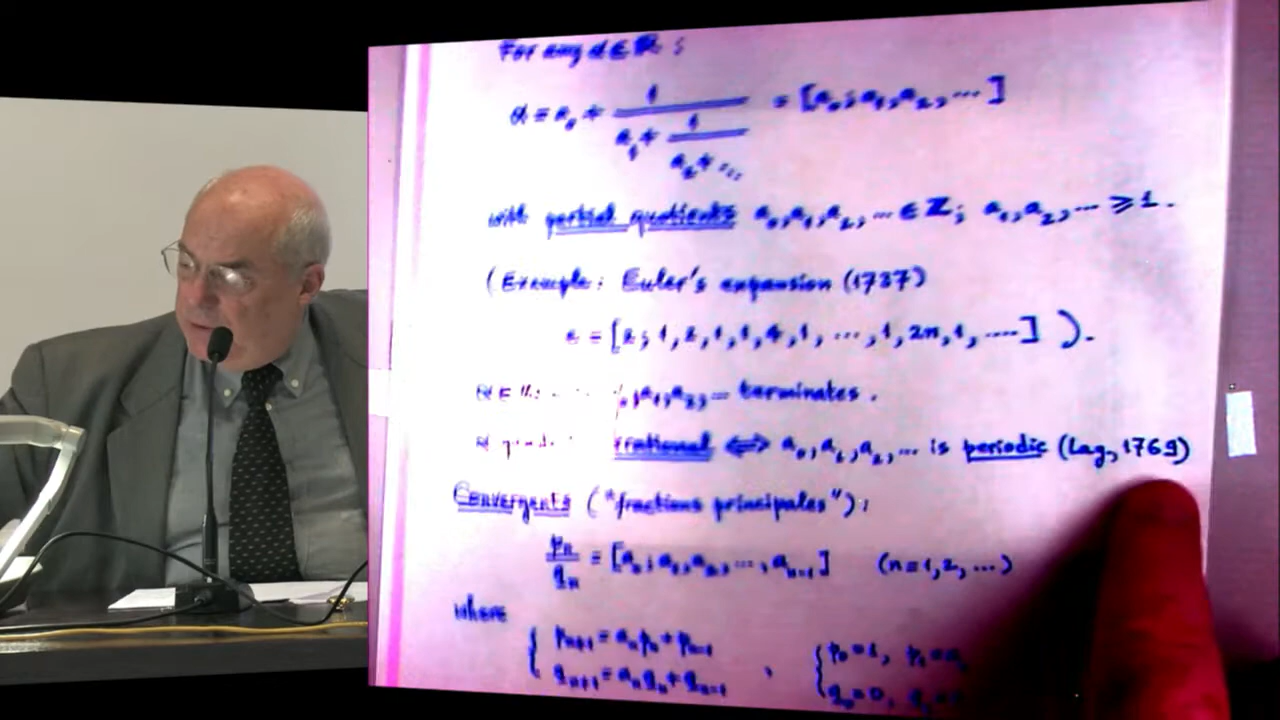 For any α ∈ ℝ :
α = a₀ + 1/(a₁ + 1/(a₂ + ...)) = [a₀; a₁, a₂, ...]
with partial quotients a₀, a₁, a₂, ... ∈ ℤ; a₁, a₂, ... ⩾ 1.
(Example: Euler's expansion (1737)
e = [2; 1, 2, 1, 1, 4, 1, ..., 1, 2n, 1, ....] ).
a₁, a₂, ... terminates.
irrational ⟺ a₀, a₁, a₂, ... is periodic (Lag, 1769)
Convergents ("fractions principales"):
pₙ/qₙ = [a₀; a₁, a₂, ..., aₙ₋₁] (n = 1, 2, ...)
where
{ pₙ₊₁ = aₙpₙ + pₙ₋₁ , { p₀ = 1, p₁ = a
qₙ₊₁ = aₙqₙ + qₙ₋₁ q₀ = 0,